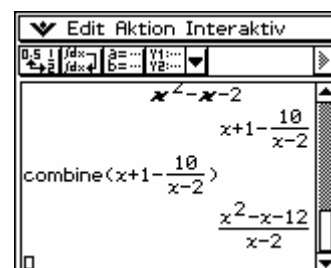 Edit Aktion Interaktiv
x²-x-2
x+1-10/(x-2)
combine(x+1-10/(x-2))
(x²-x-12)/(x-2)